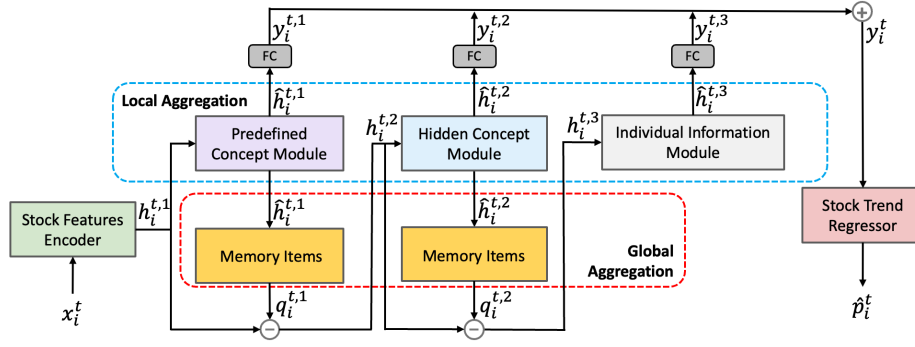 y_i^{t,1}
y_i^{t,2}
y_i^{t,3}
y_i^t
FC
FC
FC
Local Aggregation
ĥ_i^{t,1}
ĥ_i^{t,2}
ĥ_i^{t,3}
Predefined
Concept Module
h_i^{t,2}
Hidden Concept
Module
h_i^{t,3}
Individual Information
Module
h_i^{t,1}
ĥ_i^{t,1}
ĥ_i^{t,2}
Stock Features
Encoder
Stock Trend
Regressor
Memory Items
Memory Items
Global
Aggregation
x_i^t
q_i^{t,1}
q_i^{t,2}
p̂_i^t